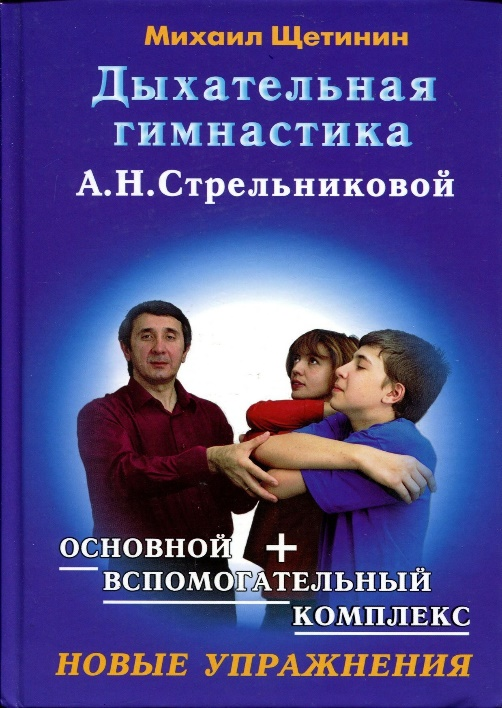 Михаил Щетинин
Дыхательная
гимнастика
А.Н.Стрельниковой
ОСНОВНОЙ +
ВСПОМОГАТЕЛЬНЫЙ
КОМПЛЕКС
НОВЫЕ УПРАЖНЕНИЯ